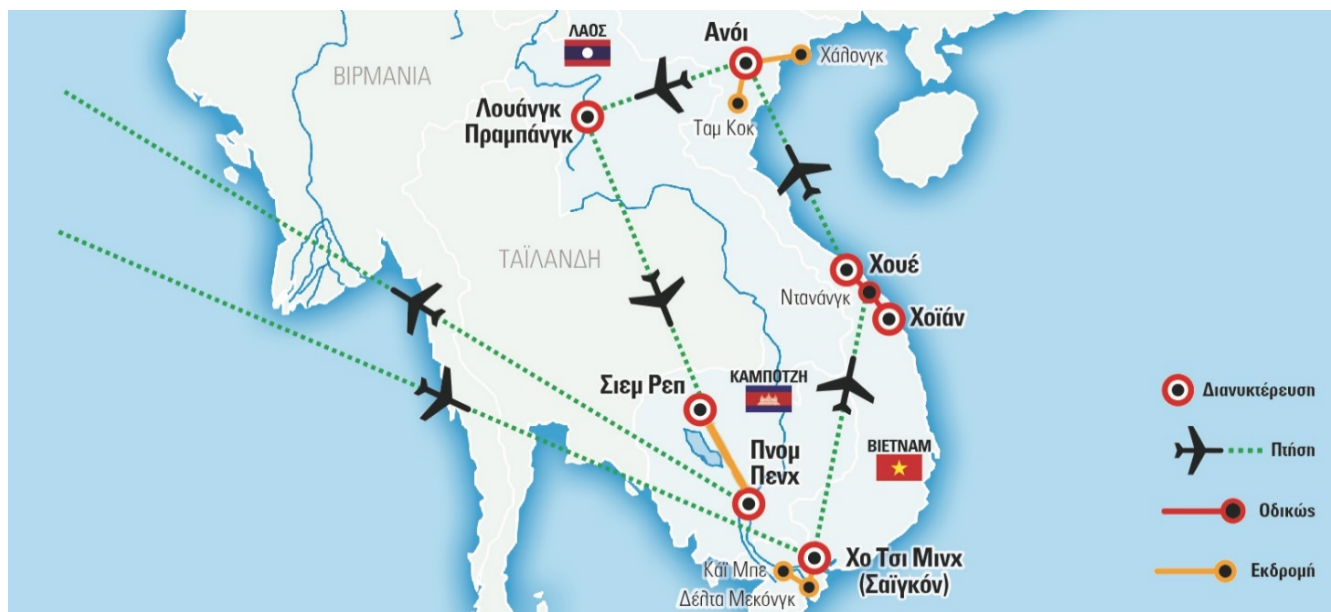 ΛΑΟΣ
Ανόι
Χάλονγκ
ΒΙΡΜΑΝΙΑ
Λουάνγκ
Πραμπάνγκ
Ταμ Κοκ
ΤΑΪΛΑΝΔΗ
Χουέ
Ντανάνγκ
Χοϊάν
Σιεμ Ρεπ
ΚΑΜΠΟΤΖΗ
Διανυκτέρευση
Πνομ
Πενχ
ΒΙΕΤΝΑΜ
Πτήση
Οδικώς
Χο Τσι Μινχ
(Σαϊγκόν)
Κάϊ Μπε
Δέλτα Μεκόνγκ
Εκδρομή